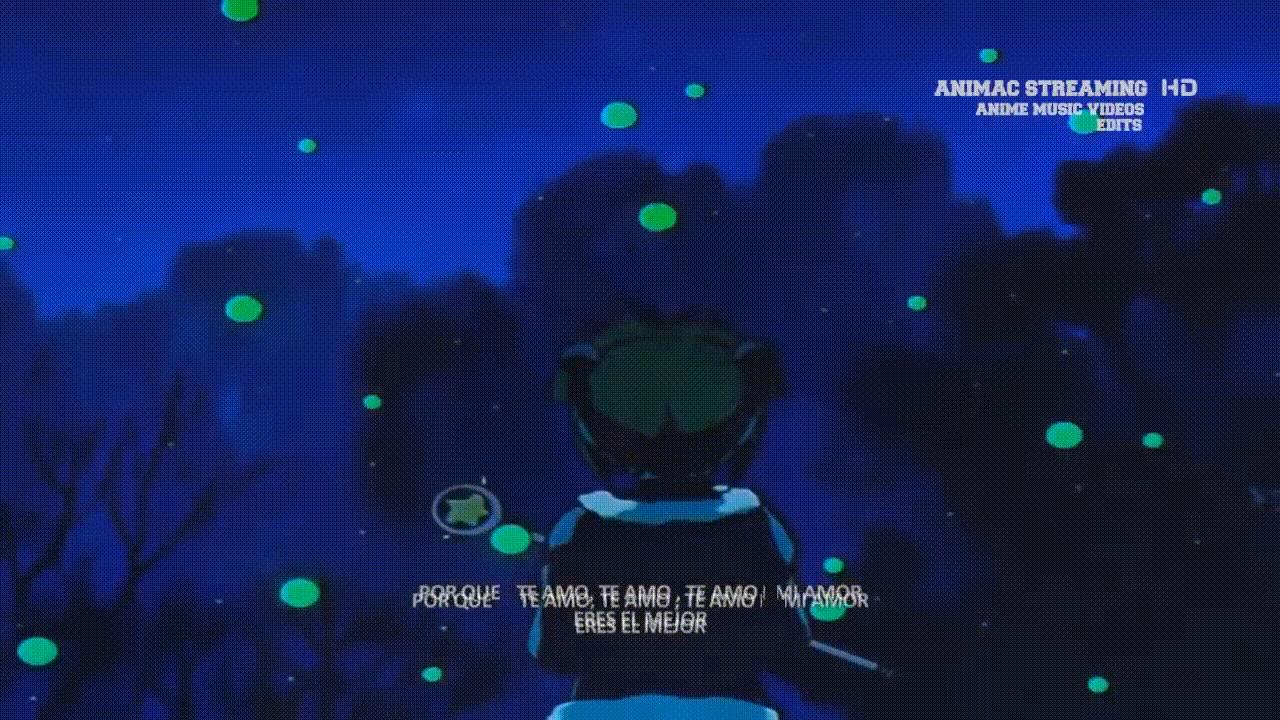 ANIMAC STREAMING HD
ANIME MUSIC VIDEOS
EDITS
POR QUE TE AMO, TE AMO , TE AMO MI AMOR
ERES EL MEJOR